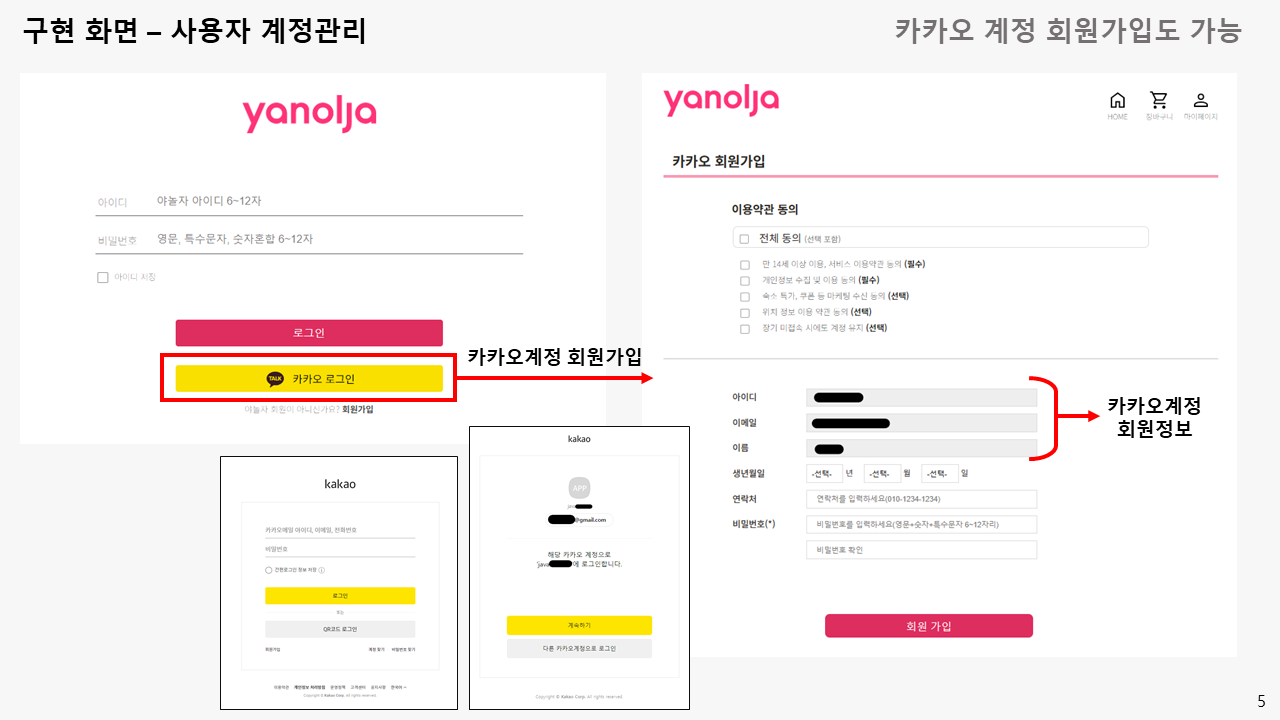 구현 화면 – 사용자 계정관리
카카오 계정 회원가입도 가능
yanolja
아이디 야놀자 아이디 6~12자
비밀번호 영문, 특수문자, 숫자혼합 6~12자
아이디 저장
로그인
TALK 카카오 로그인
야놀자 회원이 아니신가요? 회원가입
카카오계정 회원가입
kakao
카카오메일 아이디, 이메일, 전화번호
비밀번호
간편로그인 정보 저장
로그인
또는
QR코드 로그인
회원가입 계정 찾기 비밀번호 찾기
이용약관 개인정보 처리방침 운영정책 고객센터 공지사항 한국어
Copyright © Kakao Corp. All rights reserved.
kakao
APP
java
@gmail.com
해당 카카오 계정으로
'java 에 로그인합니다.
계속하기
다른 카카오계정으로 로그인
Copyright © Kakao Corp. All rights reserved.
yanolja
HOME 장바구니 마이페이지
카카오 회원가입
이용약관 동의
전체 동의 (선택 포함)
만 14세 이상 이용, 서비스 이용약관 동의 (필수)
개인정보 수집 및 이용 동의 (필수)
숙소 특가, 쿠폰 등 마케팅 수신 동의 (선택)
위치 정보 이용 약관 동의 (선택)
장기 미접속 시에도 계정 유지 (선택)
아이디
이메일
이름
생년월일 -선택- 년 -선택- 월 -선택- 일
연락처 연락처를 입력하세요(010-1234-1234)
비밀번호(*) 비밀번호를 입력하세요(영문+숫자+특수문자 6~12자리)
비밀번호 확인
회원 가입
카카오계정
회원정보
5